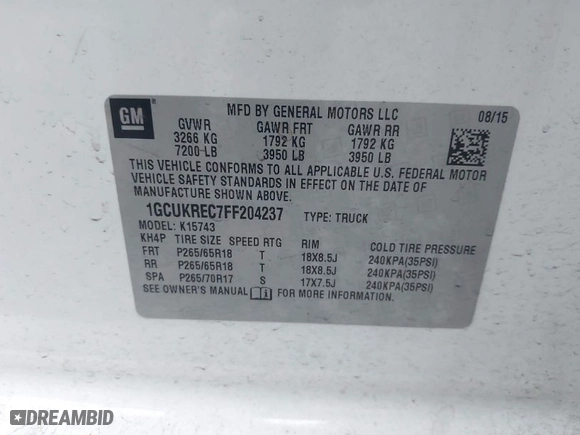 GM
MFD BY GENERAL MOTORS LLC 08/15
GVWR GAWR FRT GAWR RR
3266 KG 1792 KG 1792 KG
7200 LB 3950 LB 3950 LB
THIS VEHICLE CONFORMS TO ALL APPLICABLE U.S. FEDERAL MOTOR
VEHICLE SAFETY STANDARDS IN EFFECT ON THE DATE OF
MANUFACTURE SHOWN ABOVE.
1GCUKREC7FF204237 TYPE: TRUCK
MODEL: K15743
KH4P TIRE SIZE SPEED RTG RIM COLD TIRE PRESSURE
FRT P265/65R18 T 18X8.5J 240KPA(35PSI)
RR P265/65R18 T 18X8.5J 240KPA(35PSI)
SPA P265/70R17 S 17X7.5J 240KPA(35PSI)
SEE OWNER'S MANUAL FOR MORE INFORMATION.
DREAMBID